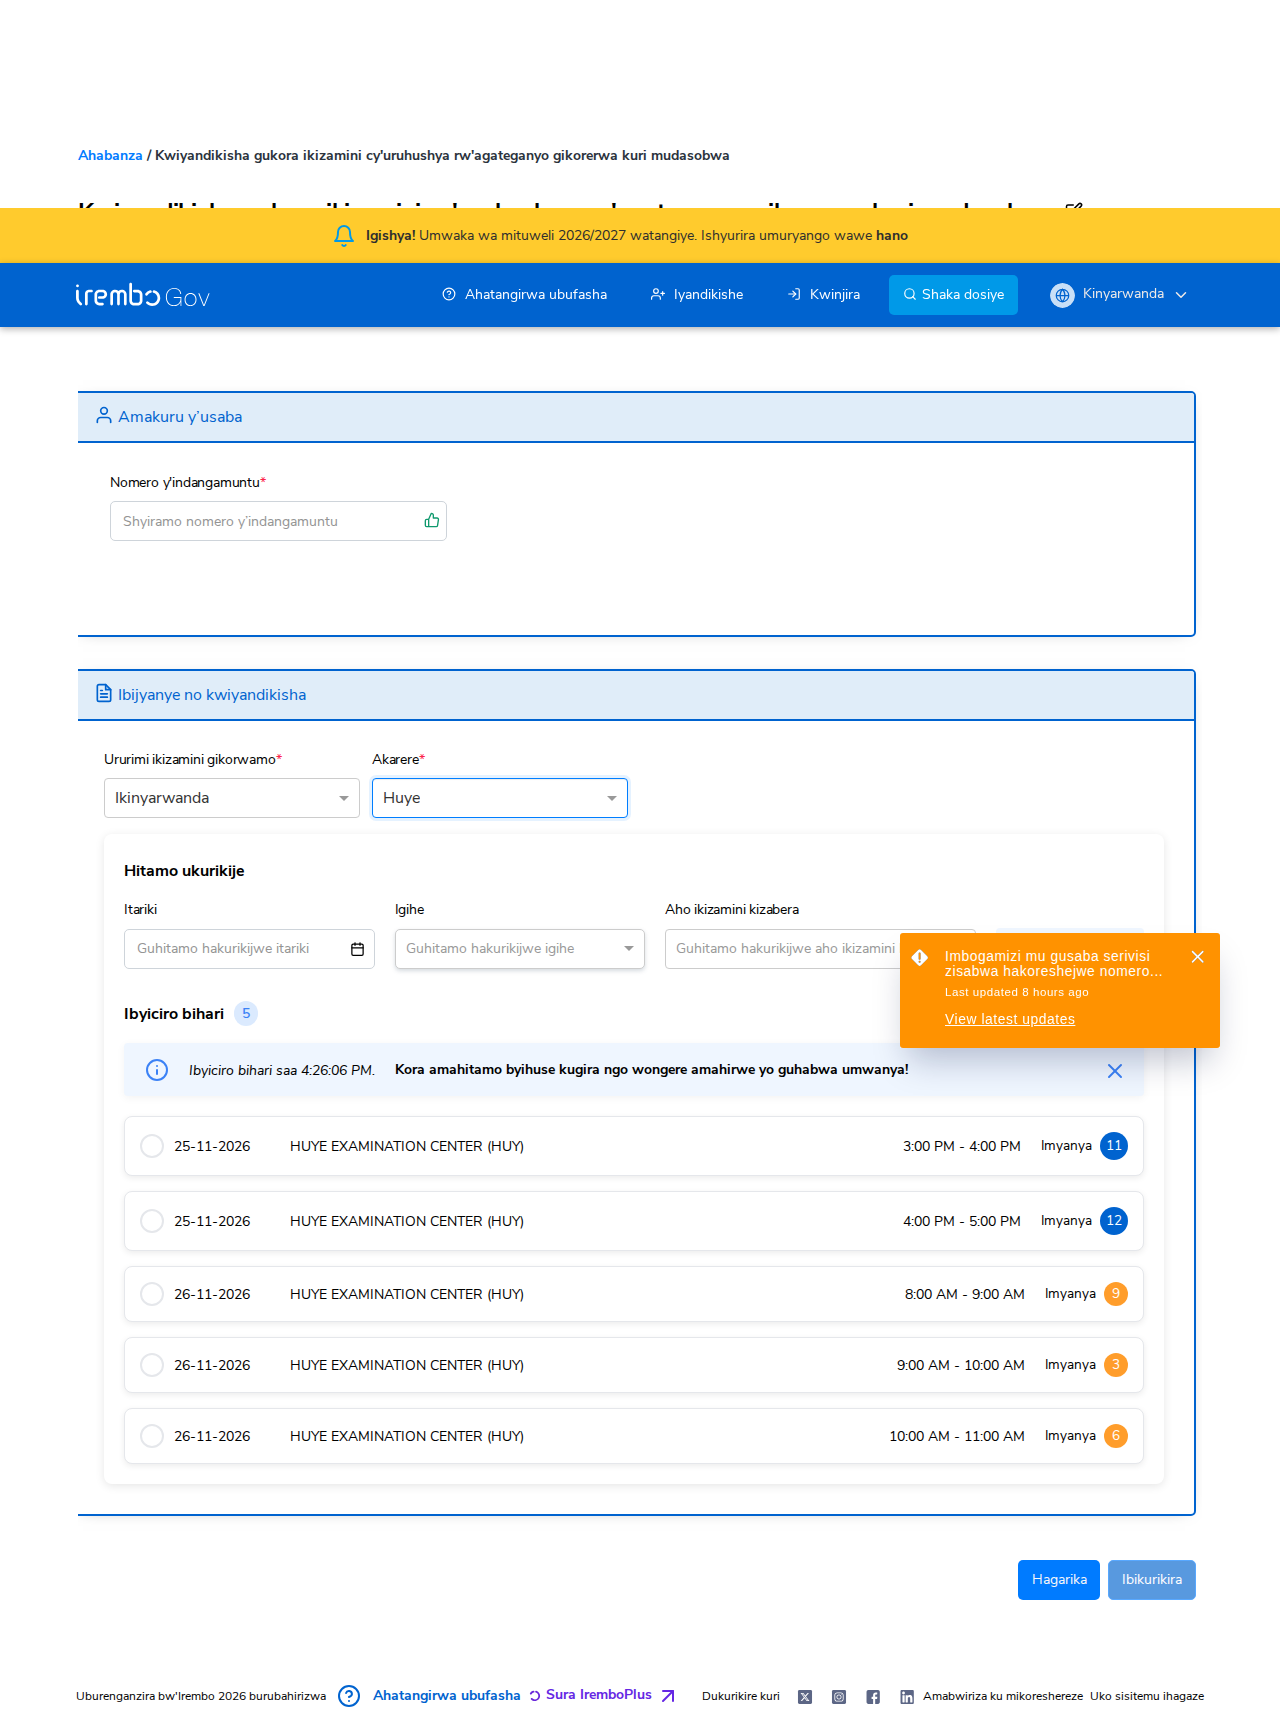 Ahabanza / Kwiyandikisha gukora ikizamini cy'uruhushya rw'agateganyo gikorerwa kuri mudasobwa
Igishya! Umwaka wa mituweli 2026/2027 watangiye. Ishyurira umuryango wawe hano
irembo Gov
Ahatangirwa ubufasha
Iyandikishe
Kwinjira
Shaka dosiye
Kinyarwanda
Amakuru y’usaba
Nomero y'indangamuntu*
Shyiramo nomero y’indangamuntu
Ibijyanye no kwiyandikisha
Ururimi ikizamini gikorwamo*
Akarere*
Ikinyarwanda
Huye
Hitamo ukurikije
Itariki
Igihe
Aho ikizamini kizabera
Guhitamo hakurikijwe itariki
Guhitamo hakurikijwe igihe
Guhitamo hakurikijwe aho ikizamini
Imbogamizi mu gusaba serivisi
zisabwa hakoreshejwe nomero...
Last updated 8 hours ago
View latest updates
Ibyiciro bihari 5
Ibyiciro bihari saa 4:26:06 PM. Kora amahitamo byihuse kugira ngo wongere amahirwe yo guhabwa umwanya!
25-11-2026 HUYE EXAMINATION CENTER (HUY) 3:00 PM - 4:00 PM Imyanya 11
25-11-2026 HUYE EXAMINATION CENTER (HUY) 4:00 PM - 5:00 PM Imyanya 12
26-11-2026 HUYE EXAMINATION CENTER (HUY) 8:00 AM - 9:00 AM Imyanya 9
26-11-2026 HUYE EXAMINATION CENTER (HUY) 9:00 AM - 10:00 AM Imyanya 3
26-11-2026 HUYE EXAMINATION CENTER (HUY) 10:00 AM - 11:00 AM Imyanya 6
Hagarika
Ibikurikira
Uburenganzira bw'Irembo 2026 burubahirizwa
Ahatangirwa ubufasha
Sura IremboPlus
Dukurikire kuri
Amabwiriza ku mikoreshereze
Uko sisitemu ihagaze